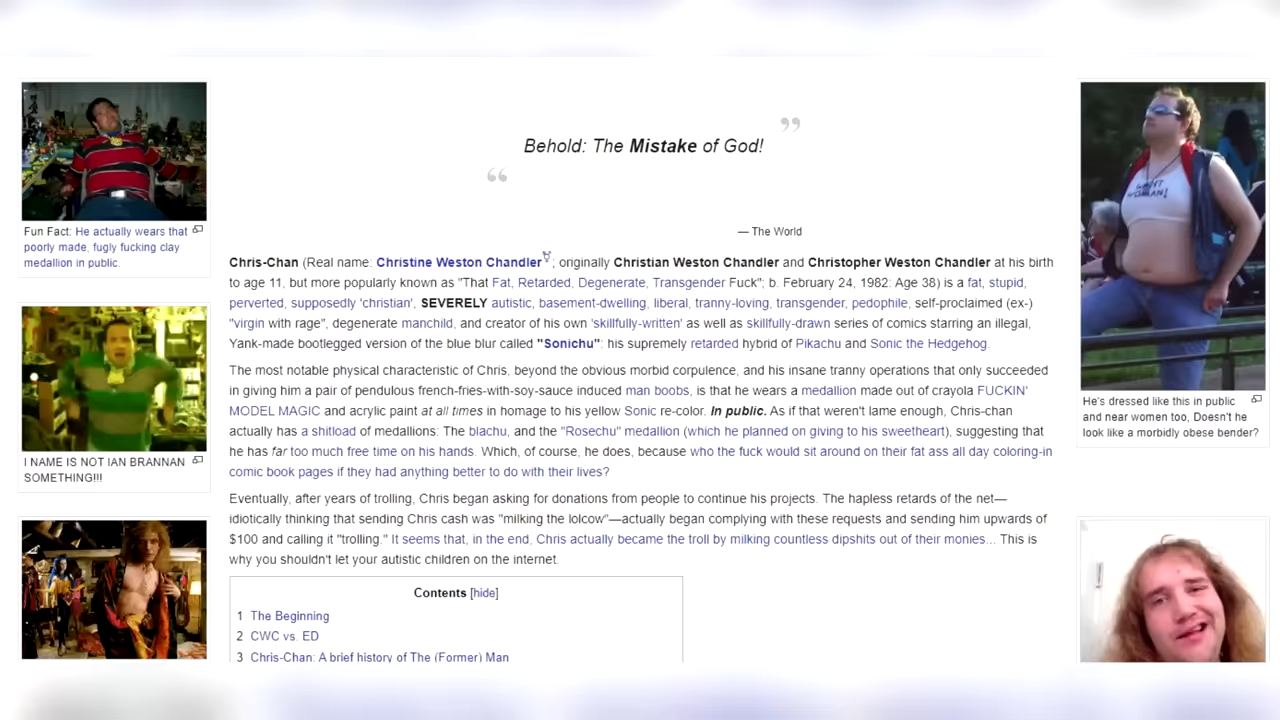 Behold: The Mistake of God!
”
“
— The World
Chris-Chan (Real name: Christine Weston Chandler⚧; originally Christian Weston Chandler and Christopher Weston Chandler at his birth
to age 11, but more popularly known as "That Fat, Retarded, Degenerate, Transgender Fuck"; b. February 24, 1982: Age 38) is a fat, stupid,
perverted, supposedly 'christian', SEVERELY autistic, basement-dwelling, liberal, tranny-loving, transgender, pedophile, self-proclaimed (ex-)
"virgin with rage", degenerate manchild, and creator of his own 'skillfully-written' as well as skillfully-drawn series of comics starring an illegal,
Yank-made bootlegged version of the blue blur called "Sonichu": his supremely retarded hybrid of Pikachu and Sonic the Hedgehog.
The most notable physical characteristic of Chris, beyond the obvious morbid corpulence, and his insane tranny operations that only succeeded
in giving him a pair of pendulous french-fries-with-soy-sauce induced man boobs, is that he wears a medallion made out of crayola FUCKIN'
MODEL MAGIC and acrylic paint at all times in homage to his yellow Sonic re-color. In public. As if that weren't lame enough, Chris-chan
actually has a shitload of medallions: The blachu, and the "Rosechu" medallion (which he planned on giving to his sweetheart), suggesting that
he has far too much free time on his hands. Which, of course, he does, because who the fuck would sit around on their fat ass all day coloring-in
comic book pages if they had anything better to do with their lives?
Eventually, after years of trolling, Chris began asking for donations from people to continue his projects. The hapless retards of the net—
idiotically thinking that sending Chris cash was "milking the lolcow"—actually began complying with these requests and sending him upwards of
$100 and calling it "trolling." It seems that, in the end, Chris actually became the troll by milking countless dipshits out of their monies... This is
why you shouldn't let your autistic children on the internet.
Contents [hide]
1 The Beginning
2 CWC vs. ED
3 Chris-Chan: A brief history of The (Former) Man
Fun Fact: He actually wears that
poorly made, fugly fucking clay
medallion in public.
I NAME IS NOT IAN BRANNAN
SOMETHING!!!
WOMAN!
He's dressed like this in public
and near women too, Doesn't he
look like a morbidly obese bender?